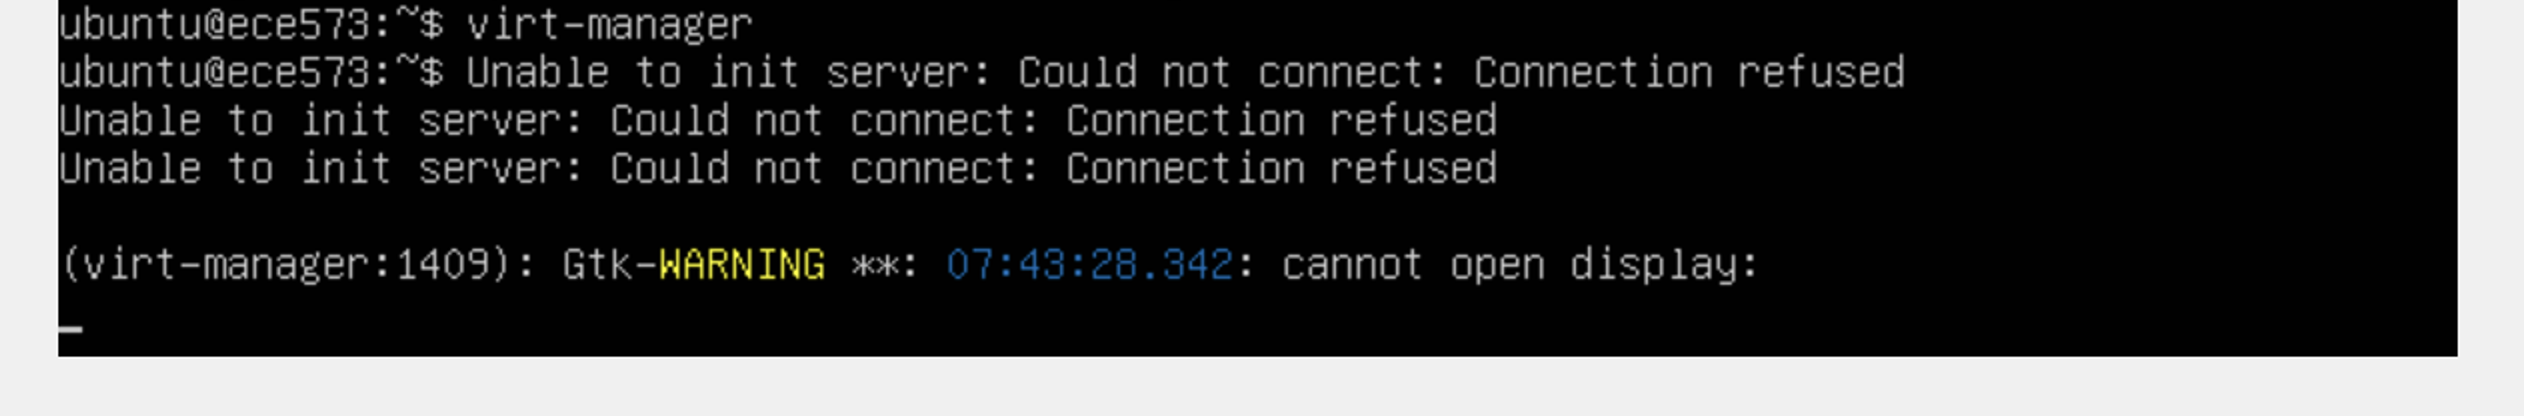 ubuntu@ece573:~$ virt-manager
ubuntu@ece573:~$ Unable to init server: Could not connect: Connection refused
Unable to init server: Could not connect: Connection refused
Unable to init server: Could not connect: Connection refused
(virt-manager:1409): Gtk-WARNING **: 07:43:28.342: cannot open display: